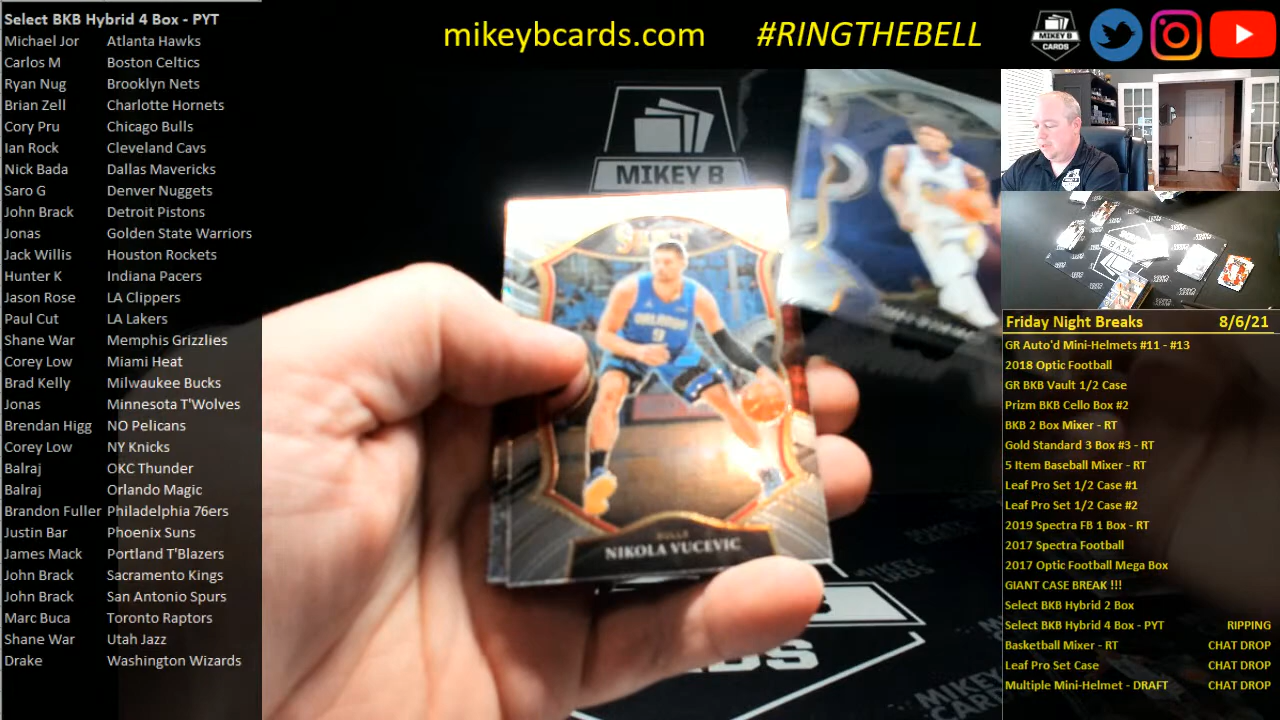 Select BKB Hybrid 4 Box - PYT
Michael Jor Atlanta Hawks
Carlos M Boston Celtics
Ryan Nug Brooklyn Nets
Brian Zell Charlotte Hornets
Cory Pru Chicago Bulls
Ian Rock Cleveland Cavs
Nick Bada Dallas Mavericks
Saro G Denver Nuggets
John Brack Detroit Pistons
Jonas Golden State Warriors
Jack Willis Houston Rockets
Hunter K Indiana Pacers
Jason Rose LA Clippers
Paul Cut LA Lakers
Shane War Memphis Grizzlies
Corey Low Miami Heat
Brad Kelly Milwaukee Bucks
Jonas Minnesota T'Wolves
Brendan Higg NO Pelicans
Corey Low NY Knicks
Balraj OKC Thunder
Balraj Orlando Magic
Brandon Fuller Philadelphia 76ers
Justin Bar Phoenix Suns
James Mack Portland T'Blazers
John Brack Sacramento Kings
John Brack San Antonio Spurs
Marc Buca Toronto Raptors
Shane War Utah Jazz
Drake Washington Wizards
mikeybcards.com #RINGTHEBELL
MIKEY B
CARDS
MIKEY B
ORLANDO
9
BULLS
NIKOLA VUCEVIC
Friday Night Breaks 8/6/21
GR Auto'd Mini-Helmets #11 - #13
2018 Optic Football
GR BKB Vault 1/2 Case
Prizm BKB Cello Box #2
BKB 2 Box Mixer - RT
Gold Standard 3 Box #3 - RT
5 Item Baseball Mixer - RT
Leaf Pro Set 1/2 Case #1
Leaf Pro Set 1/2 Case #2
2019 Spectra FB 1 Box - RT
2017 Spectra Football
2017 Optic Football Mega Box
GIANT CASE BREAK !!!
Select BKB Hybrid 2 Box
Select BKB Hybrid 4 Box - PYT RIPPING
Basketball Mixer - RT CHAT DROP
Leaf Pro Set Case CHAT DROP
Multiple Mini-Helmet - DRAFT CHAT DROP